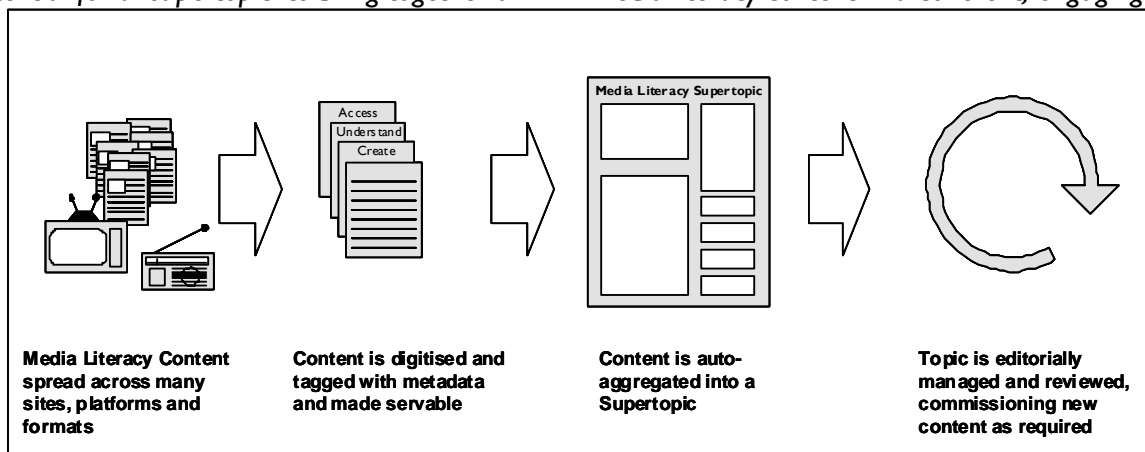 Media Literacy Supertopic
Access
Understand
Create
Media Literacy Content
spread across many
sites, platforms and
formats
Content is digitised and
tagged with metadata
and made servable
Content is auto-
aggregated into a
Supertopic
Topic is editorially
managed and reviewed,
commissioning new
content as required